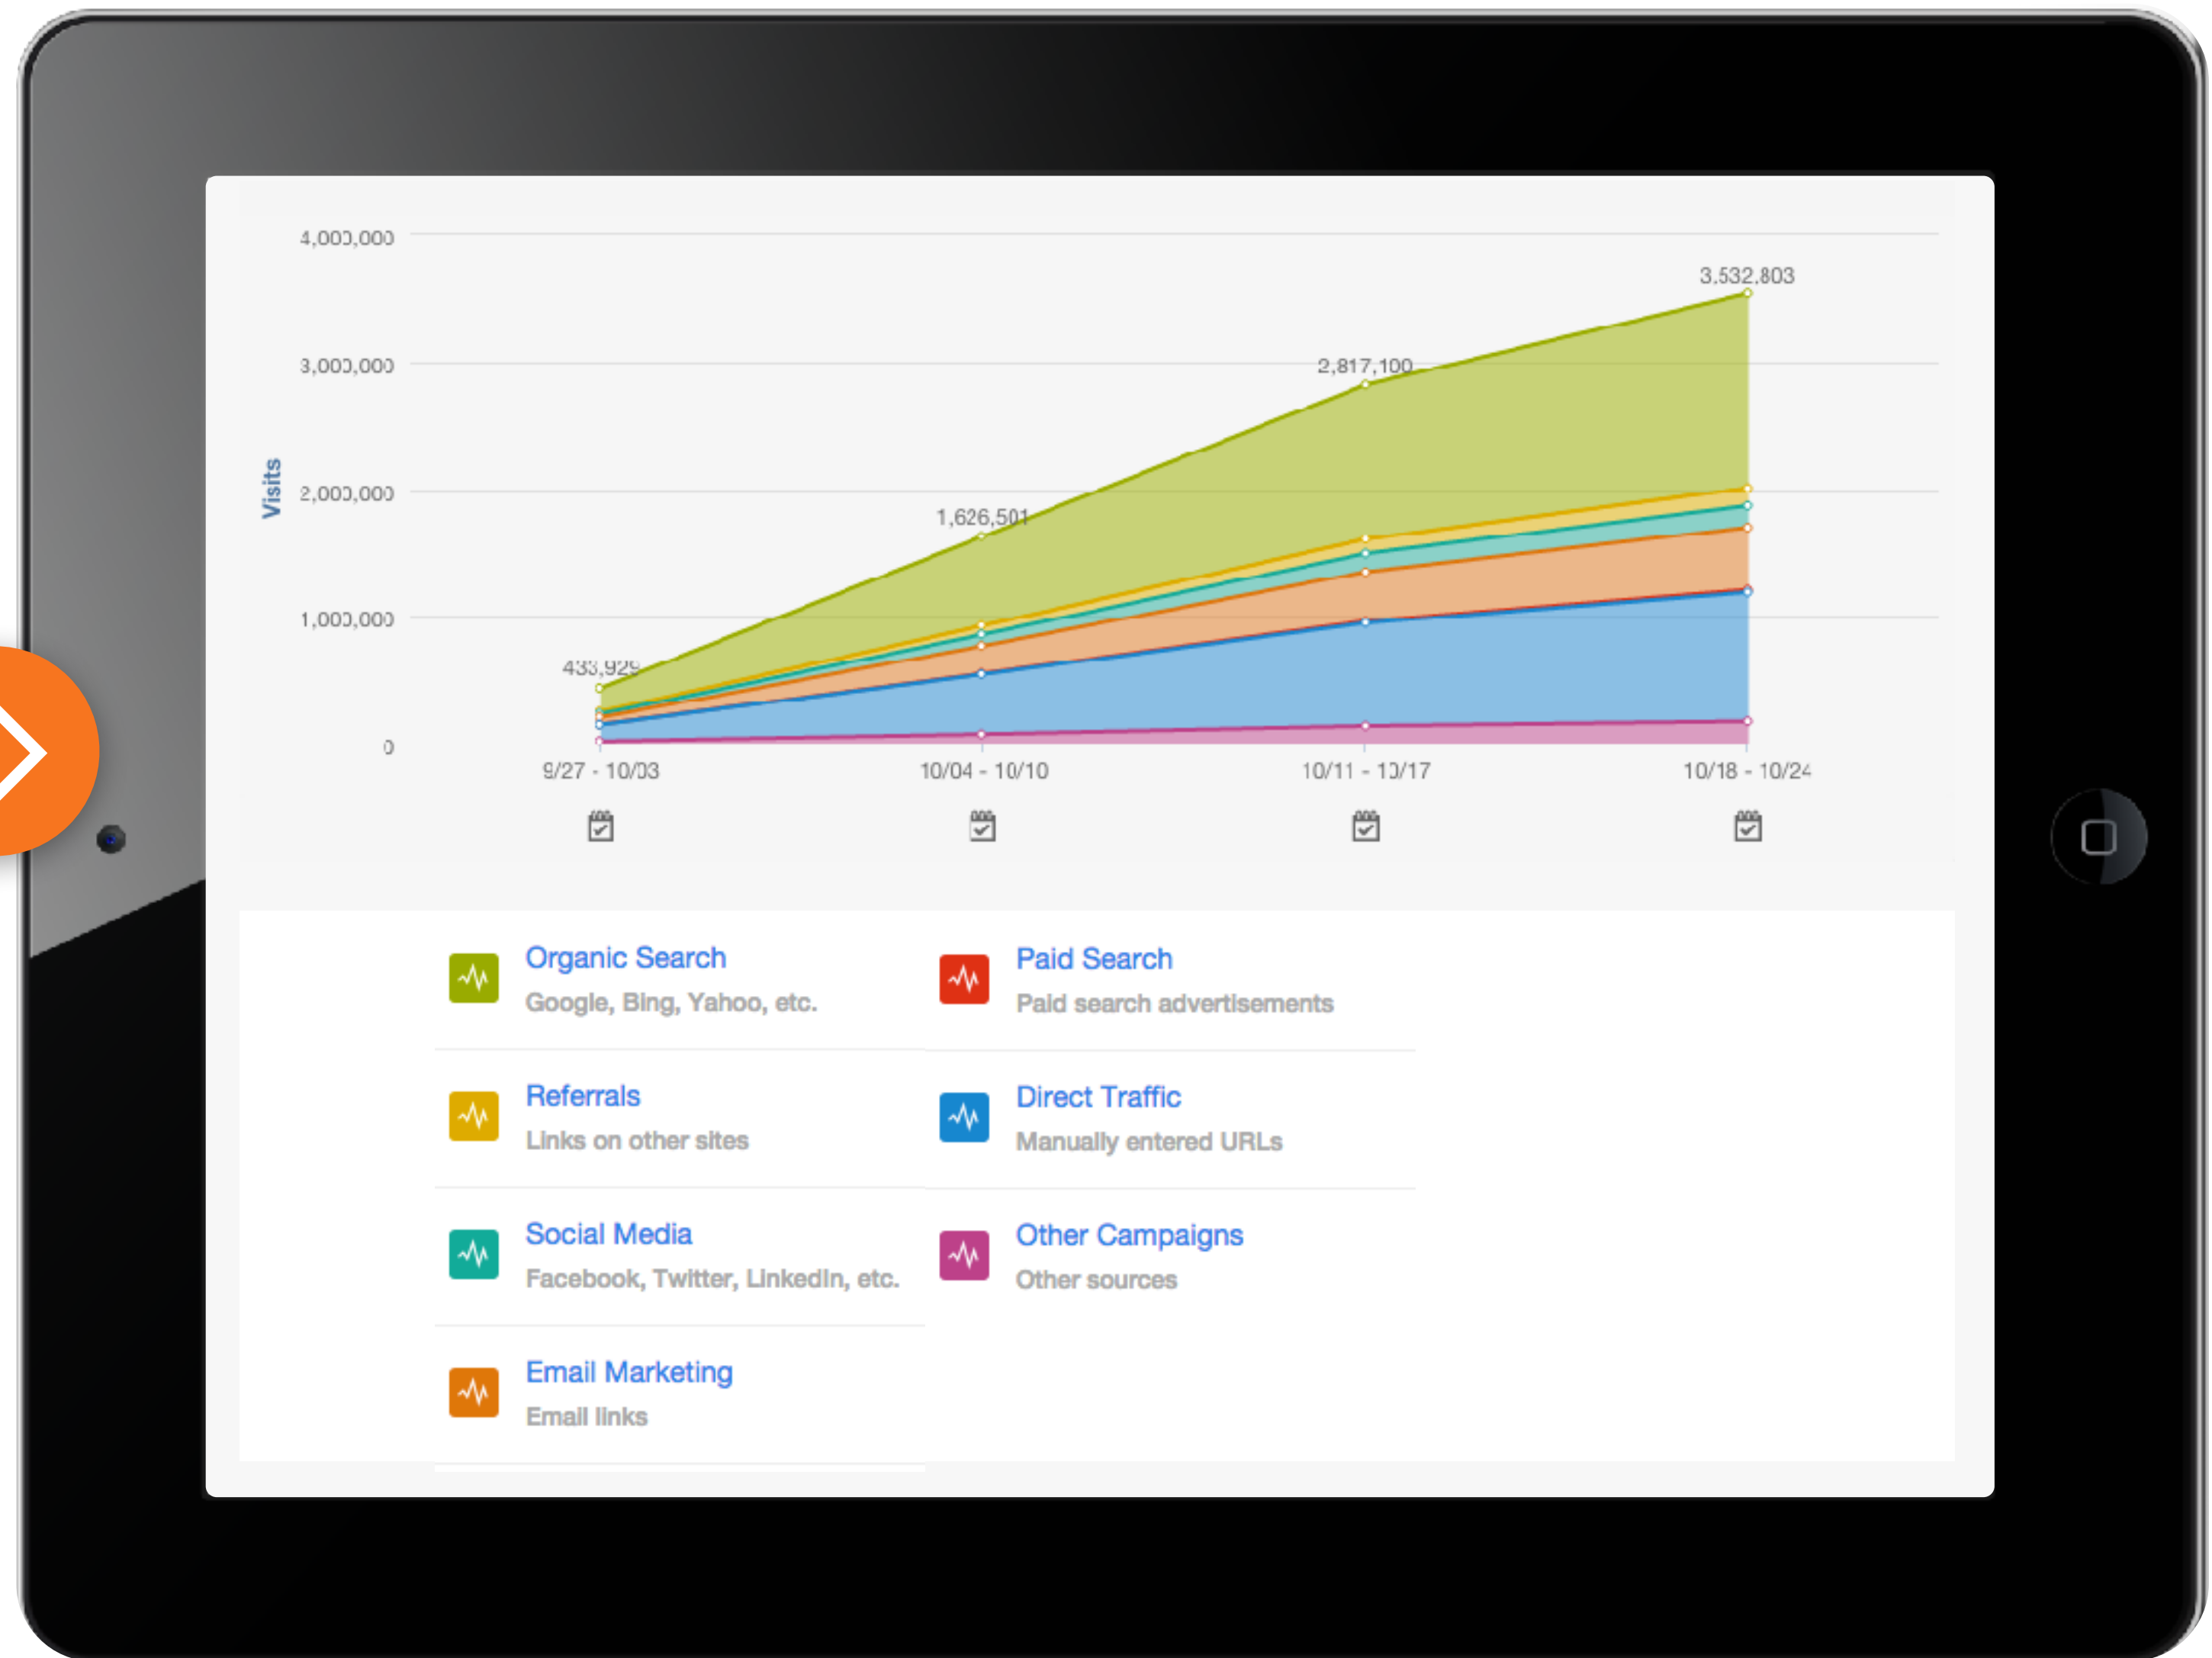 4,000,000
3,532,803
3,000,000
2,817,100
Visits
2,000,000
1,626,501
1,000,000
433,929
0
9/27 - 10/03
10/04 - 10/10
10/11 - 10/17
10/18 - 10/24
Organic Search
Google, Bing, Yahoo, etc.
Paid Search
Paid search advertisements
Referrals
Links on other sites
Direct Traffic
Manually entered URLs
Social Media
Facebook, Twitter, LinkedIn, etc.
Other Campaigns
Other sources
Email Marketing
Email links